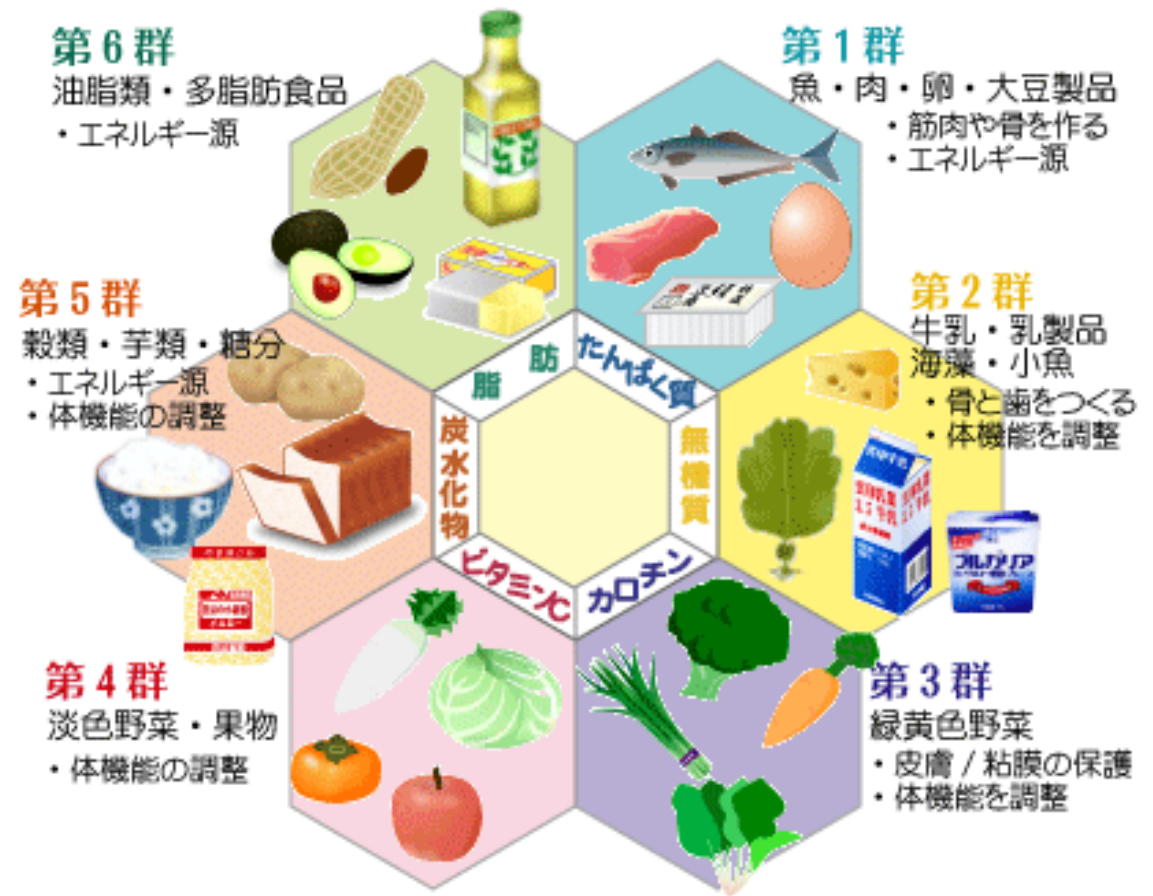 第6群
油脂類・多脂肪食品
・エネルギー源
第1群
魚・肉・卵・大豆製品
・筋肉や骨を作る
・エネルギー源
第5群
穀類・芋類・糖分
・エネルギー源
・体機能の調整
第2群
牛乳・乳製品
海藻・小魚
・骨と歯をつくる
・体機能を調整
脂肪
たんぱく質
炭水化物
無機質
ビタミンC
カロチン
ブルガリア
第4群
淡色野菜・果物
・体機能の調整
第3群
緑黄色野菜
・皮膚/粘膜の保護
・体機能を調整